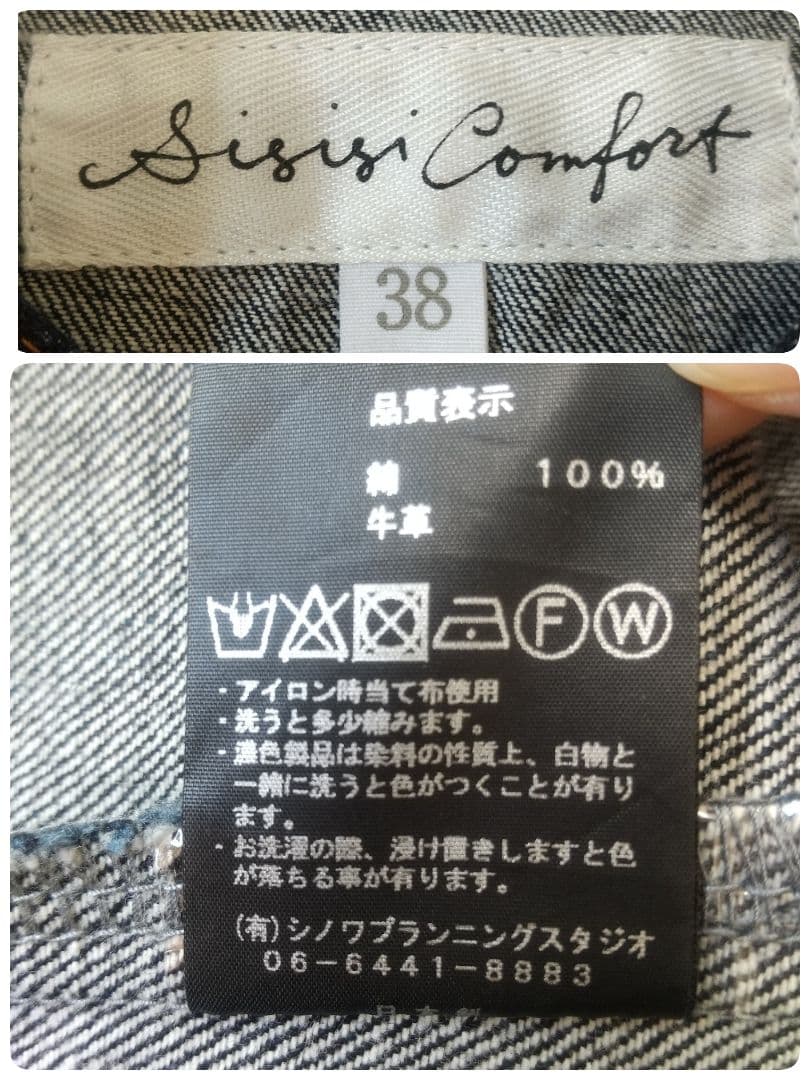 Sisisi Comfort
38
品質表示
綿 100%
牛革
F W
・アイロン時当て布使用
・洗うと多少縮みます。
・濃色製品は染料の性質上、白物と
一緒に洗うと色がつくことが有り
ます。
・お洗濯の際、浸け置きしますと色
が落ちる事が有ります。
(有)シノワプランニングスタジオ
06-6441-8883